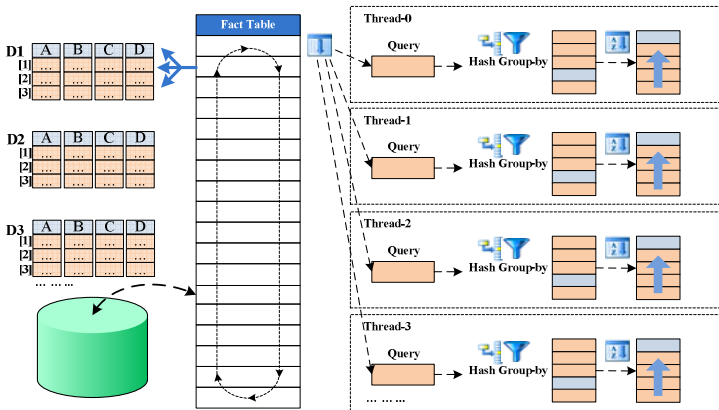 Fact Table
D1
A B C D
[1] ... ... ... ...
[2] ... ... ... ...
[3] ... ... ... ...
D2
A B C D
[1] ... ... ... ...
[2] ... ... ... ...
[3] ... ... ... ...
D3
A B C D
[1] ... ... ... ...
[2] ... ... ... ...
[3] ... ... ... ...
... ... ...
Thread-0
Query
Hash Group-by
A
Z
Thread-1
Query
Hash Group-by
A
Z
Thread-2
Query
Hash Group-by
A
Z
Thread-3
Query
Hash Group-by
A
Z
... ... ...